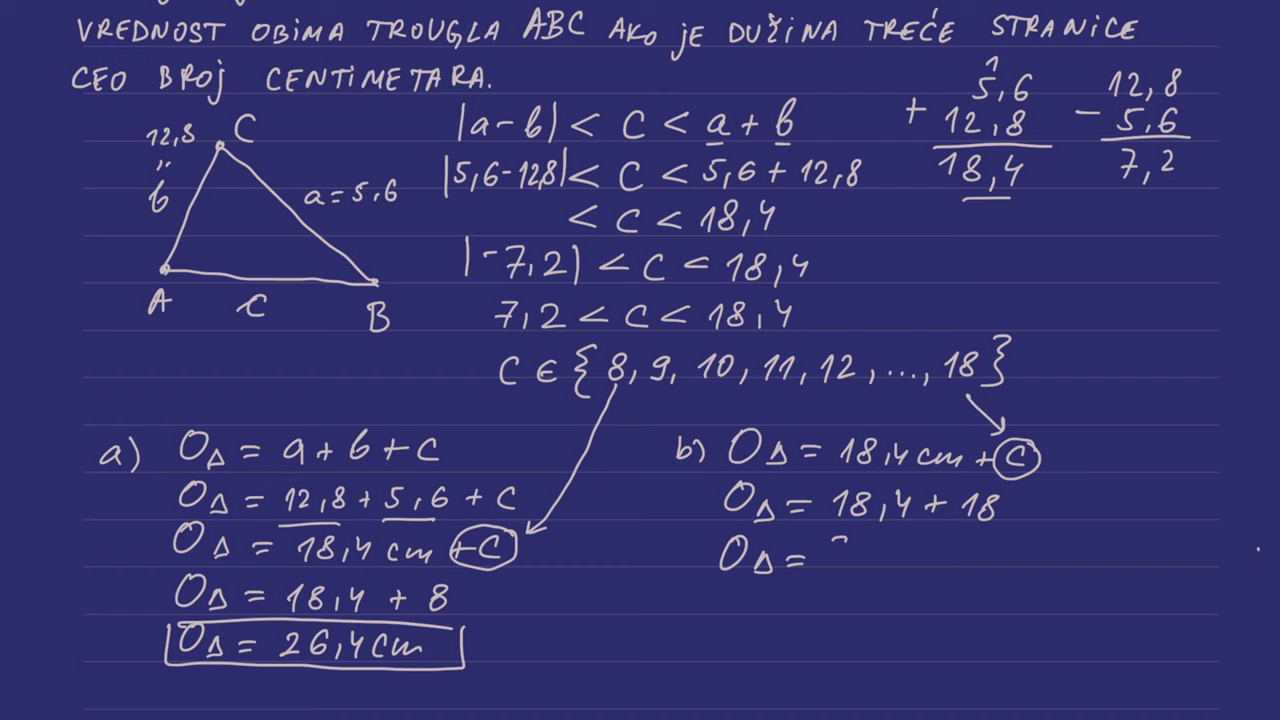 VREDNOST OBIMA TROUGLA ABC AKO JE DUŽINA TREĆE STRANICE
CEO BROJ CENTIMETARA.
12,8
"
b
C
a = 5,6
A
c
B
|a-b| < c < a + b
|5,6-12,8| < c < 5,6 + 12,8
< c < 18,4
|-7,2| < c < 18,4
7,2 < c < 18,4
c ∈ {8, 9, 10, 11, 12, ..., 18}
1
5,6
+ 12,8
18,4
12,8
- 5,6
7,2
a) O△ = a + b + c
O△ = 12,8 + 5,6 + c
O△ = 18,4 cm + c
O△ = 18,4 + 8
O△ = 26,4 cm
b) O△ = 18,4 cm + c
O△ = 18,4 + 18
O△ =